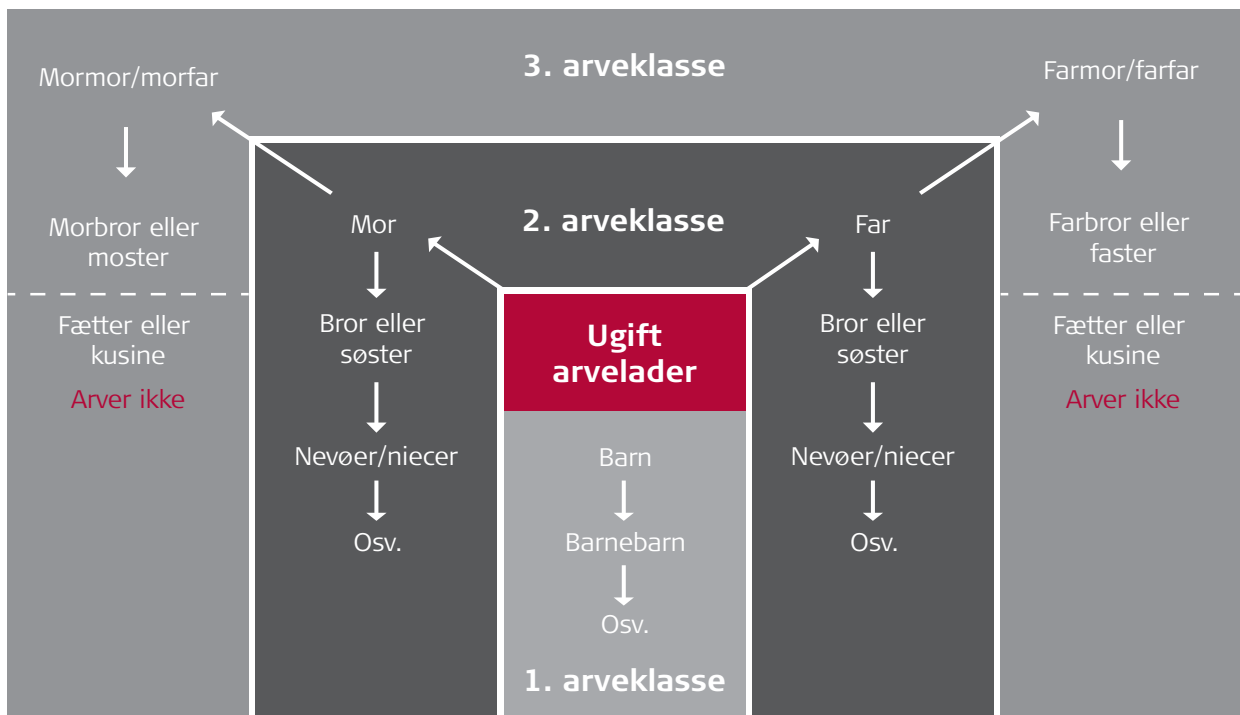 3. arveklasse
Mormor/morfar
Morbror eller
moster
Fætter eller
kusine
Arver ikke
2. arveklasse
Mor
Bror eller
søster
Nevøer/niecer
Osv.
Ugift
arvelader
Barn
Barnebarn
Osv.
1. arveklasse
Far
Bror eller
søster
Nevøer/niecer
Osv.
Farmor/farfar
Farbror eller
faster
Fætter eller
kusine
Arver ikke